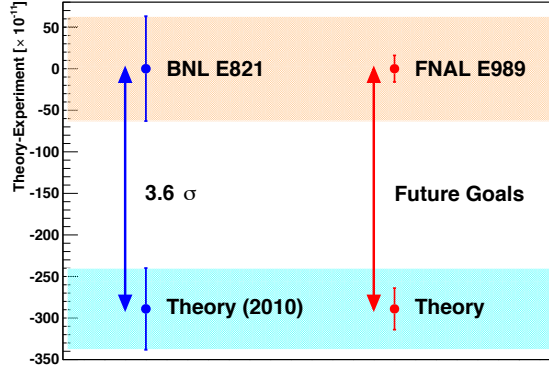 Theory-Experiment [× 10⁻¹¹]
50
0
-50
-100
-150
-200
-250
-300
-350
BNL E821
FNAL E989
3.6 σ
Future Goals
Theory (2010)
Theory